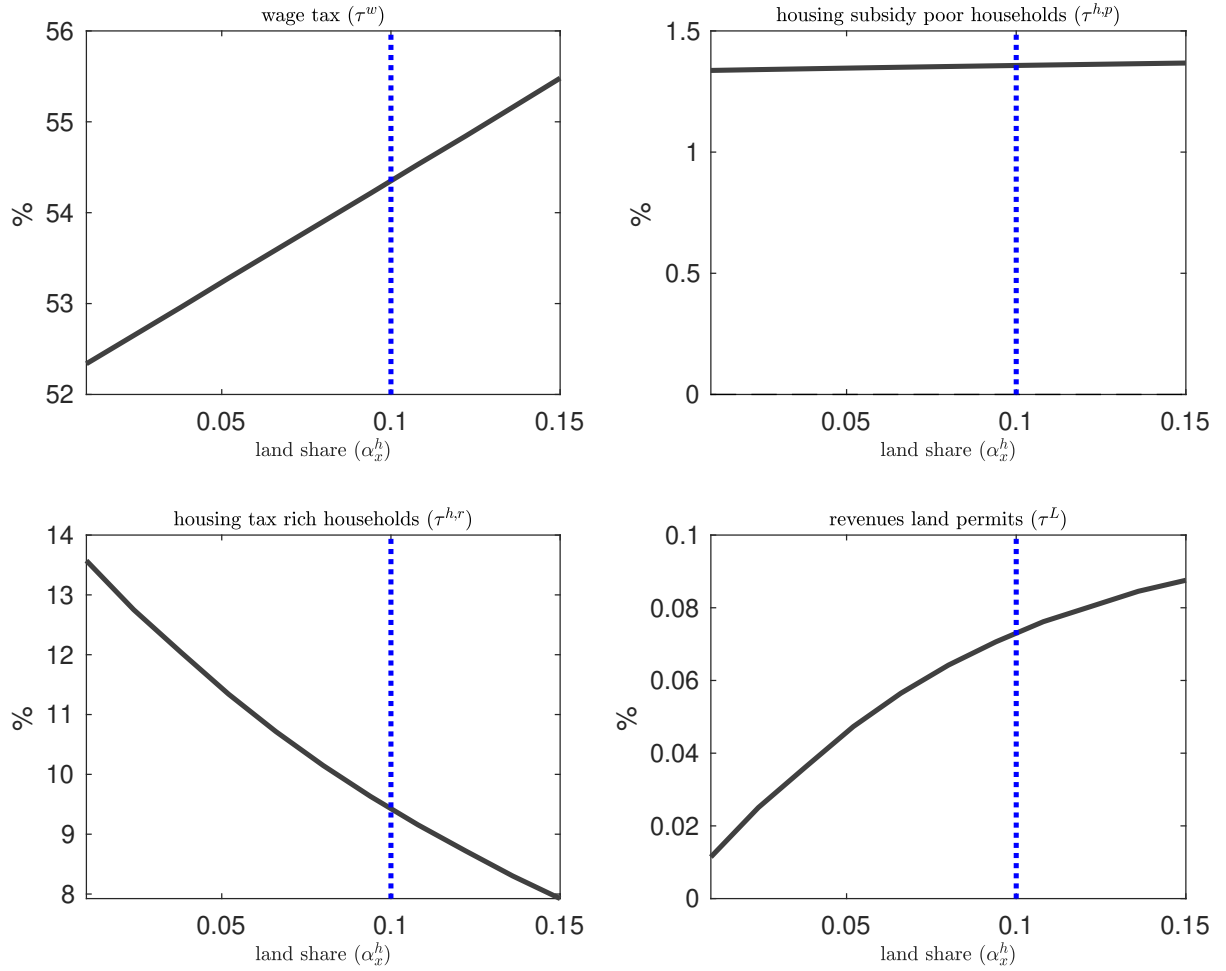 wage tax (τ^w)
56
55
54
53
52
%
0.05 0.1 0.15
land share (α_x^h)
housing subsidy poor households (τ^{h,p})
1.5
1
0.5
0
%
0.05 0.1 0.15
land share (α_x^h)
housing tax rich households (τ^{h,r})
14
13
12
11
10
9
8
%
0.05 0.1 0.15
land share (α_x^h)
revenues land permits (τ^L)
0.1
0.08
0.06
0.04
0.02
0
%
0.05 0.1 0.15
land share (α_x^h)